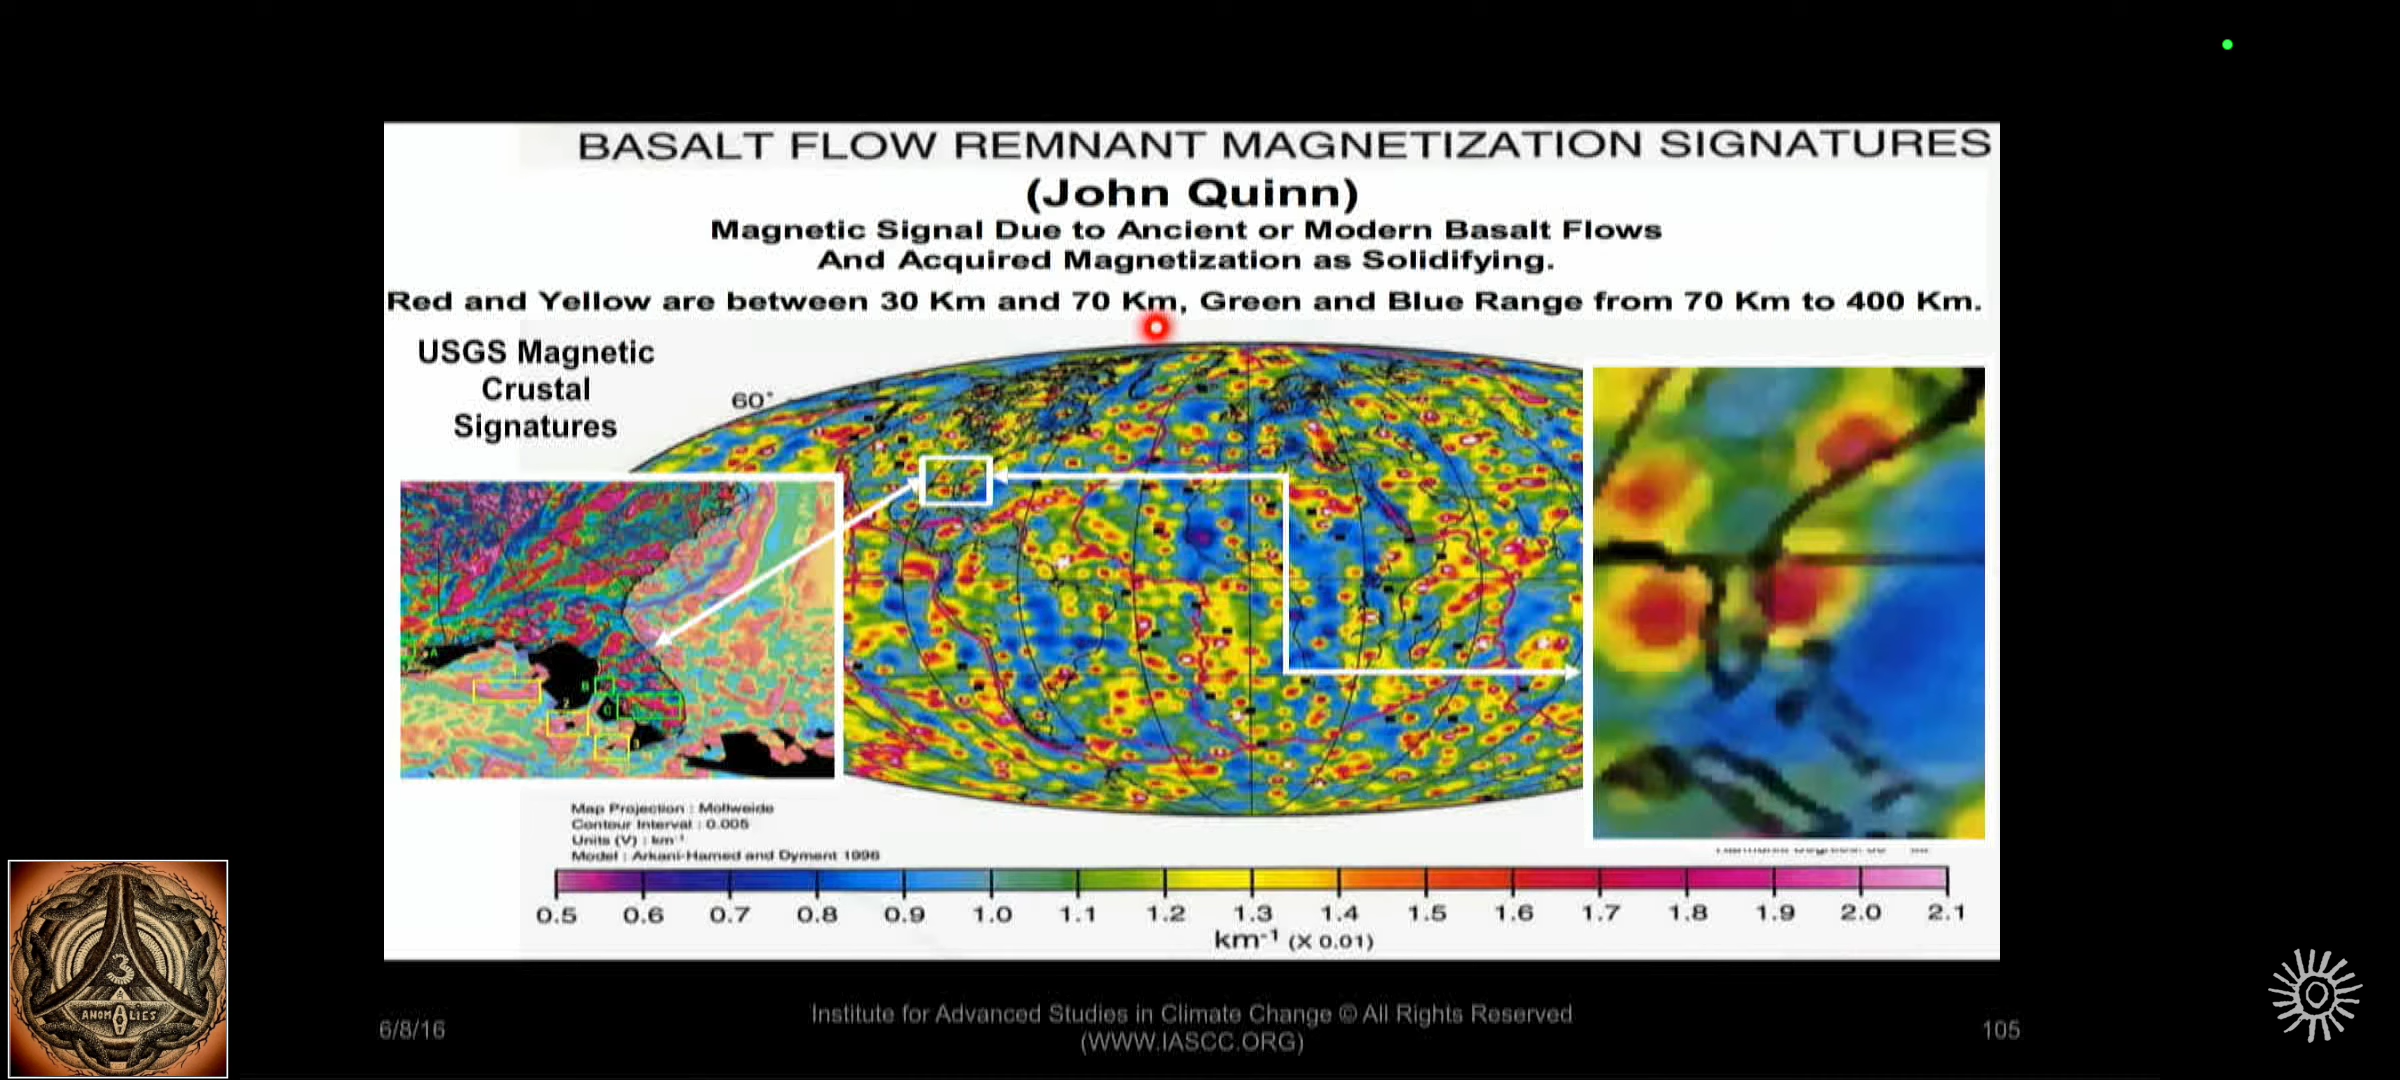 BASALT FLOW REMNANT MAGNETIZATION SIGNATURES
(John Quinn)
Magnetic Signal Due to Ancient or Modern Basalt Flows
And Acquired Magnetization as Solidifying.
Red and Yellow are between 30 Km and 70 Km, Green and Blue Range from 70 Km to 400 Km.
USGS Magnetic
Crustal
Signatures
60°
A
B
2
C
3
Map Projection : Mollweide
Contour Interval : 0.005
Units (V) : km⁻¹
Model : Arkani-Hamed and Dyment 1996
0.5 0.6 0.7 0.8 0.9 1.0 1.1 1.2 1.3 1.4 1.5 1.6 1.7 1.8 1.9 2.0 2.1
km⁻¹ (X 0.01)
3
ANOMALIES
6/8/16
Institute for Advanced Studies in Climate Change © All Rights Reserved
(WWW.IASCC.ORG)
105